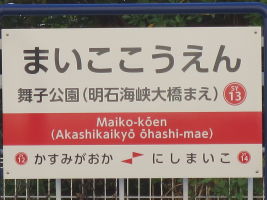 まいここうえん
舞子公園(明石海峡大橋まえ) SY 13
Maiko-kōen
(Akashikaikyō ōhashi-mae)
15 かすみがおか にしまいこ 14